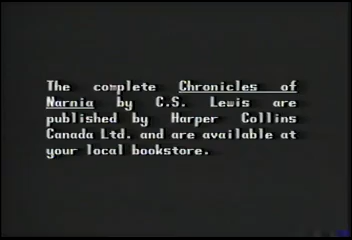 The complete Chronicles of
Narnia by C.S. Lewis are
published by Harper Collins
Canada Ltd. and are available at
your local bookstore.